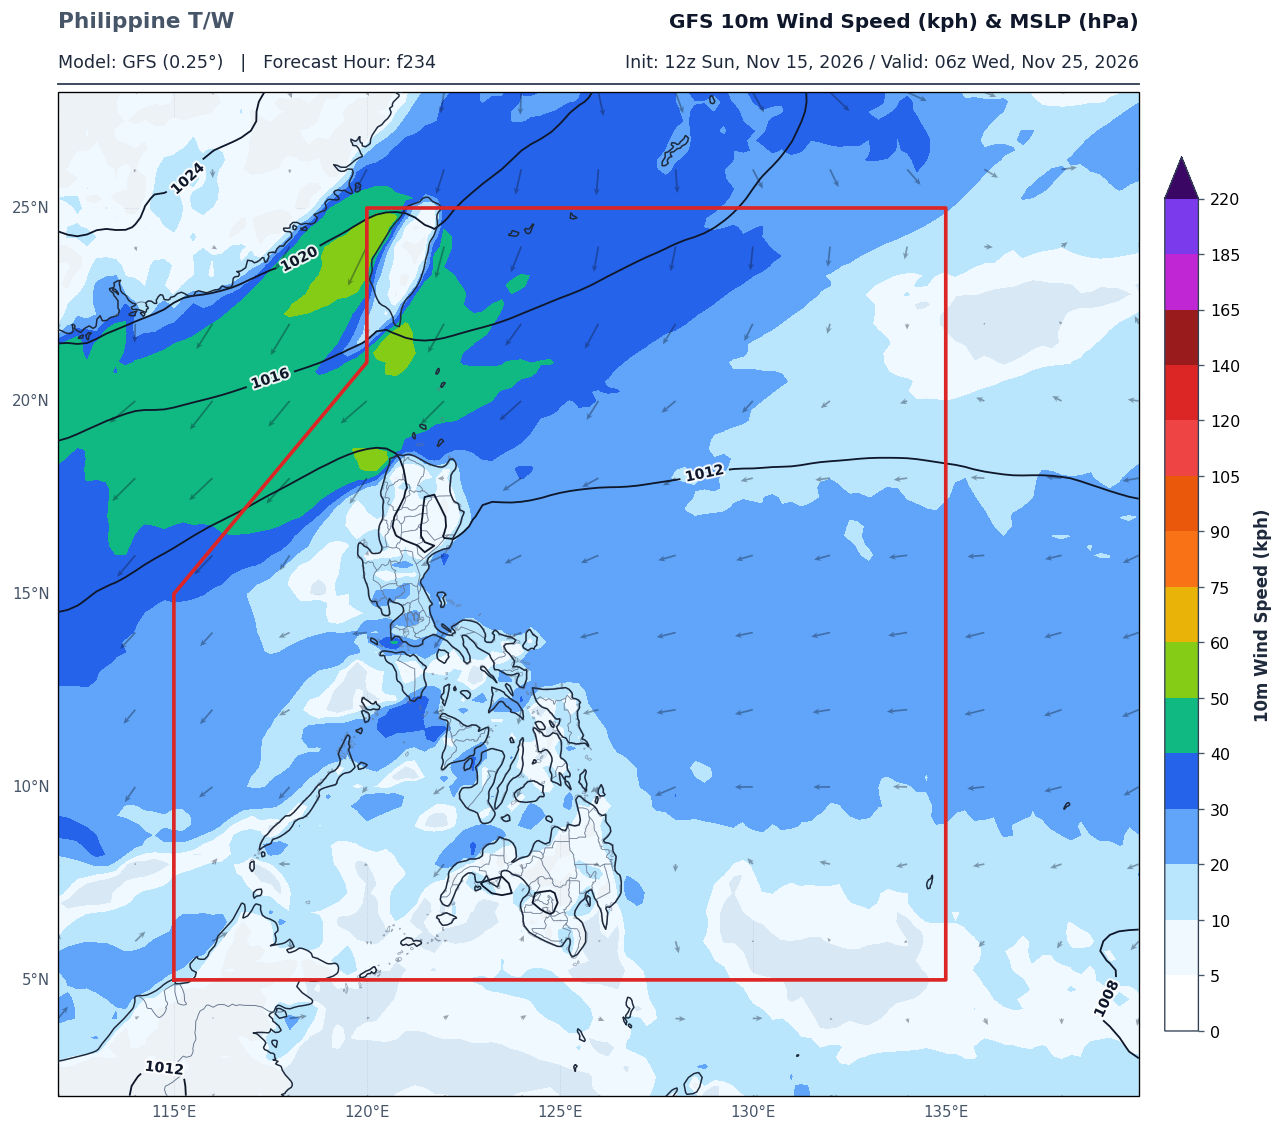 Philippine T/W
GFS 10m Wind Speed (kph) & MSLP (hPa)
Model: GFS (0.25°)   |   Forecast Hour: f234
Init: 12z Sun, Nov 15, 2026 / Valid: 06z Wed, Nov 25, 2026
25°N
20°N
15°N
10°N
5°N
115°E
120°E
125°E
130°E
135°E
1024
1020
1016
1012
1008
1012
220
185
165
140
120
105
90
75
60
50
40
30
20
10
5
0
10m Wind Speed (kph)